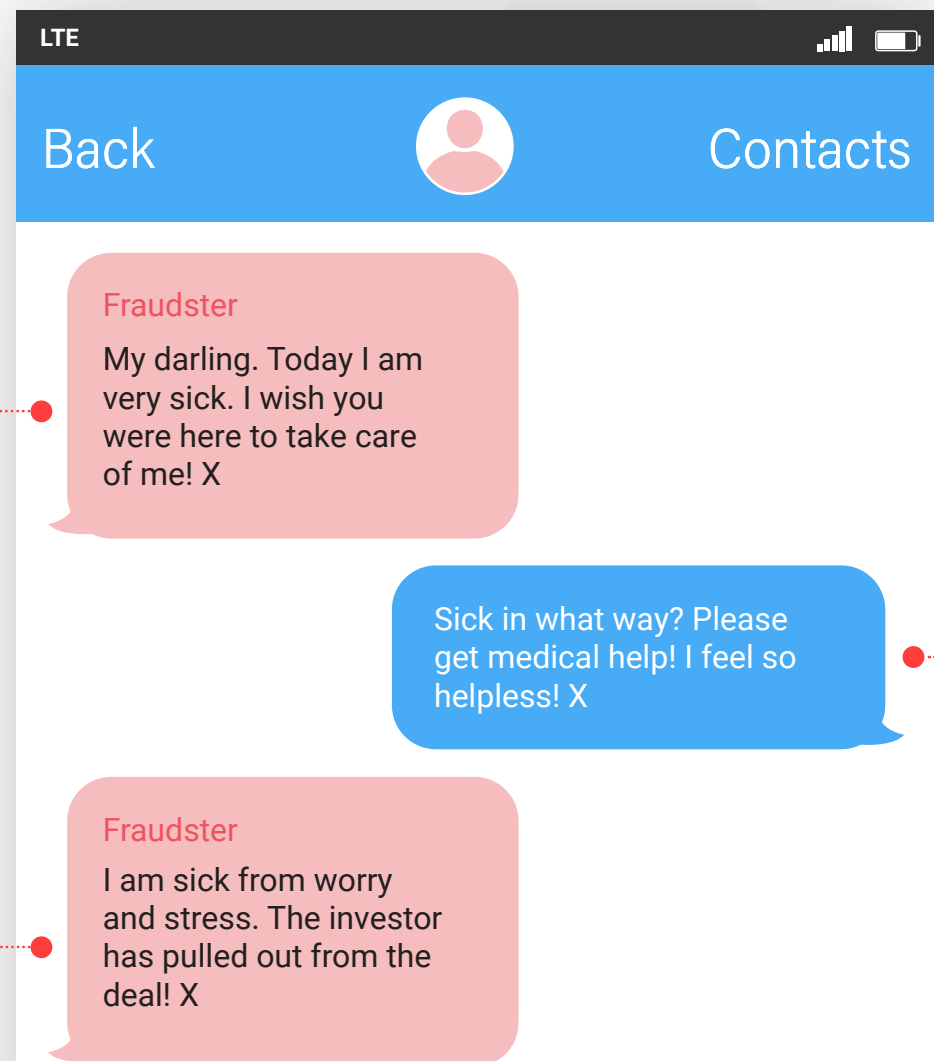 LTE
Back
Contacts
Fraudster
My darling. Today I am
very sick. I wish you
were here to take care
of me! X
Sick in what way? Please
get medical help! I feel so
helpless! X
Fraudster
I am sick from worry
and stress. The investor
has pulled out from the
deal! X